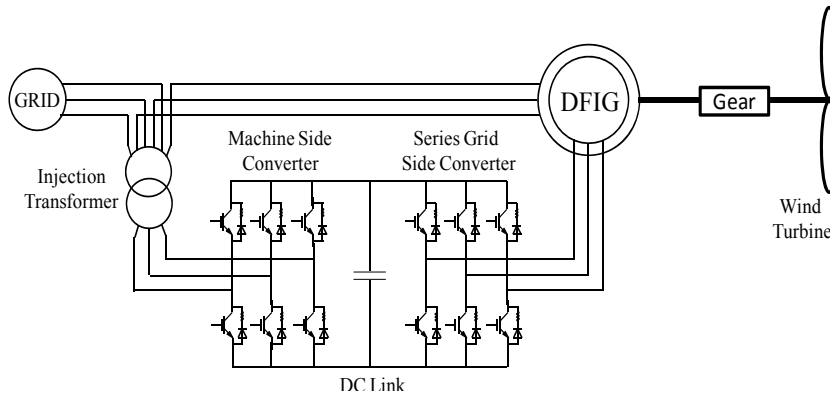 GRID
DFIG
Gear
Machine Side
Converter
Series Grid
Side Converter
Injection
Transformer
Wind
Turbine
DC Link